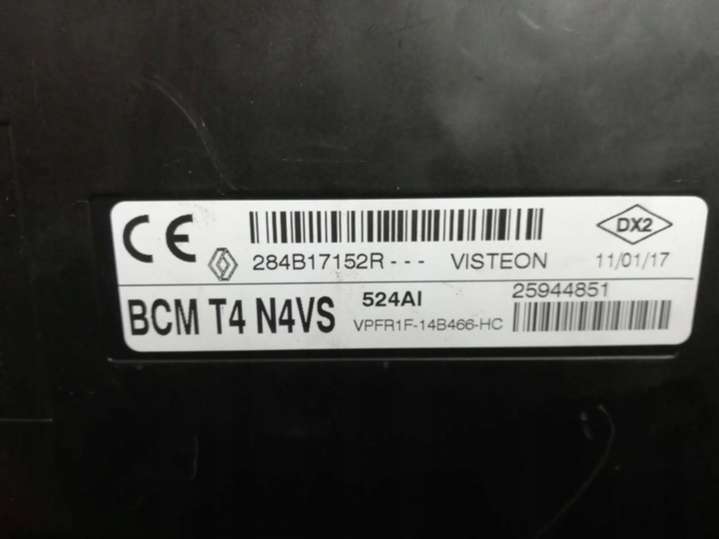 CE 284B17152R--- VISTEON 11/01/17 DX2
BCM T4 N4VS 524AI 25944851
VPFR1F-14B466-HC